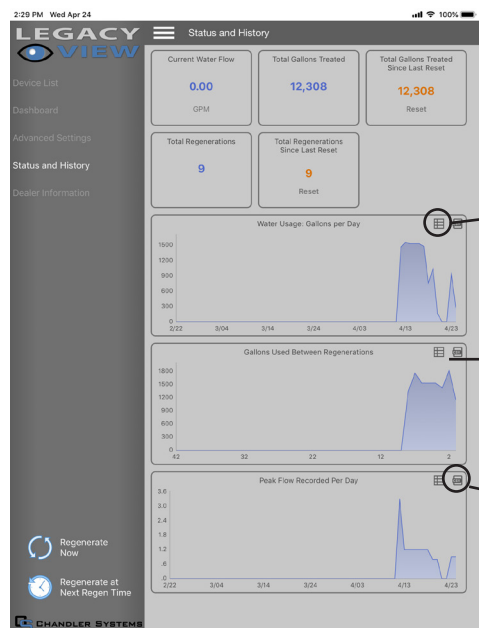 2:29 PM Wed Apr 24
100%
LEGACY
VIEW
Status and History
Device List
Dashboard
Advanced Settings
Status and History
Dealer Information
Current Water Flow
0.00
GPM
Total Gallons Treated
12,308
Total Gallons Treated
Since Last Reset
12,308
Reset
Total Regenerations
9
Total Regenerations
Since Last Reset
9
Reset
Water Usage: Gallons per Day
1500
1200
900
600
300
0
2/22 3/04 3/14 3/24 4/03 4/13 4/23
Gallons Used Between Regenerations
1800
1500
1200
900
600
300
0
42 32 22 12 2
Peak Flow Recorded Per Day
3.6
3.0
2.4
1.8
1.2
.6
.0
2/22 3/04 3/14 3/24 4/03 4/13 4/23
Regenerate
Now
Regenerate at
Next Regen Time
CHANDLER SYSTEMS